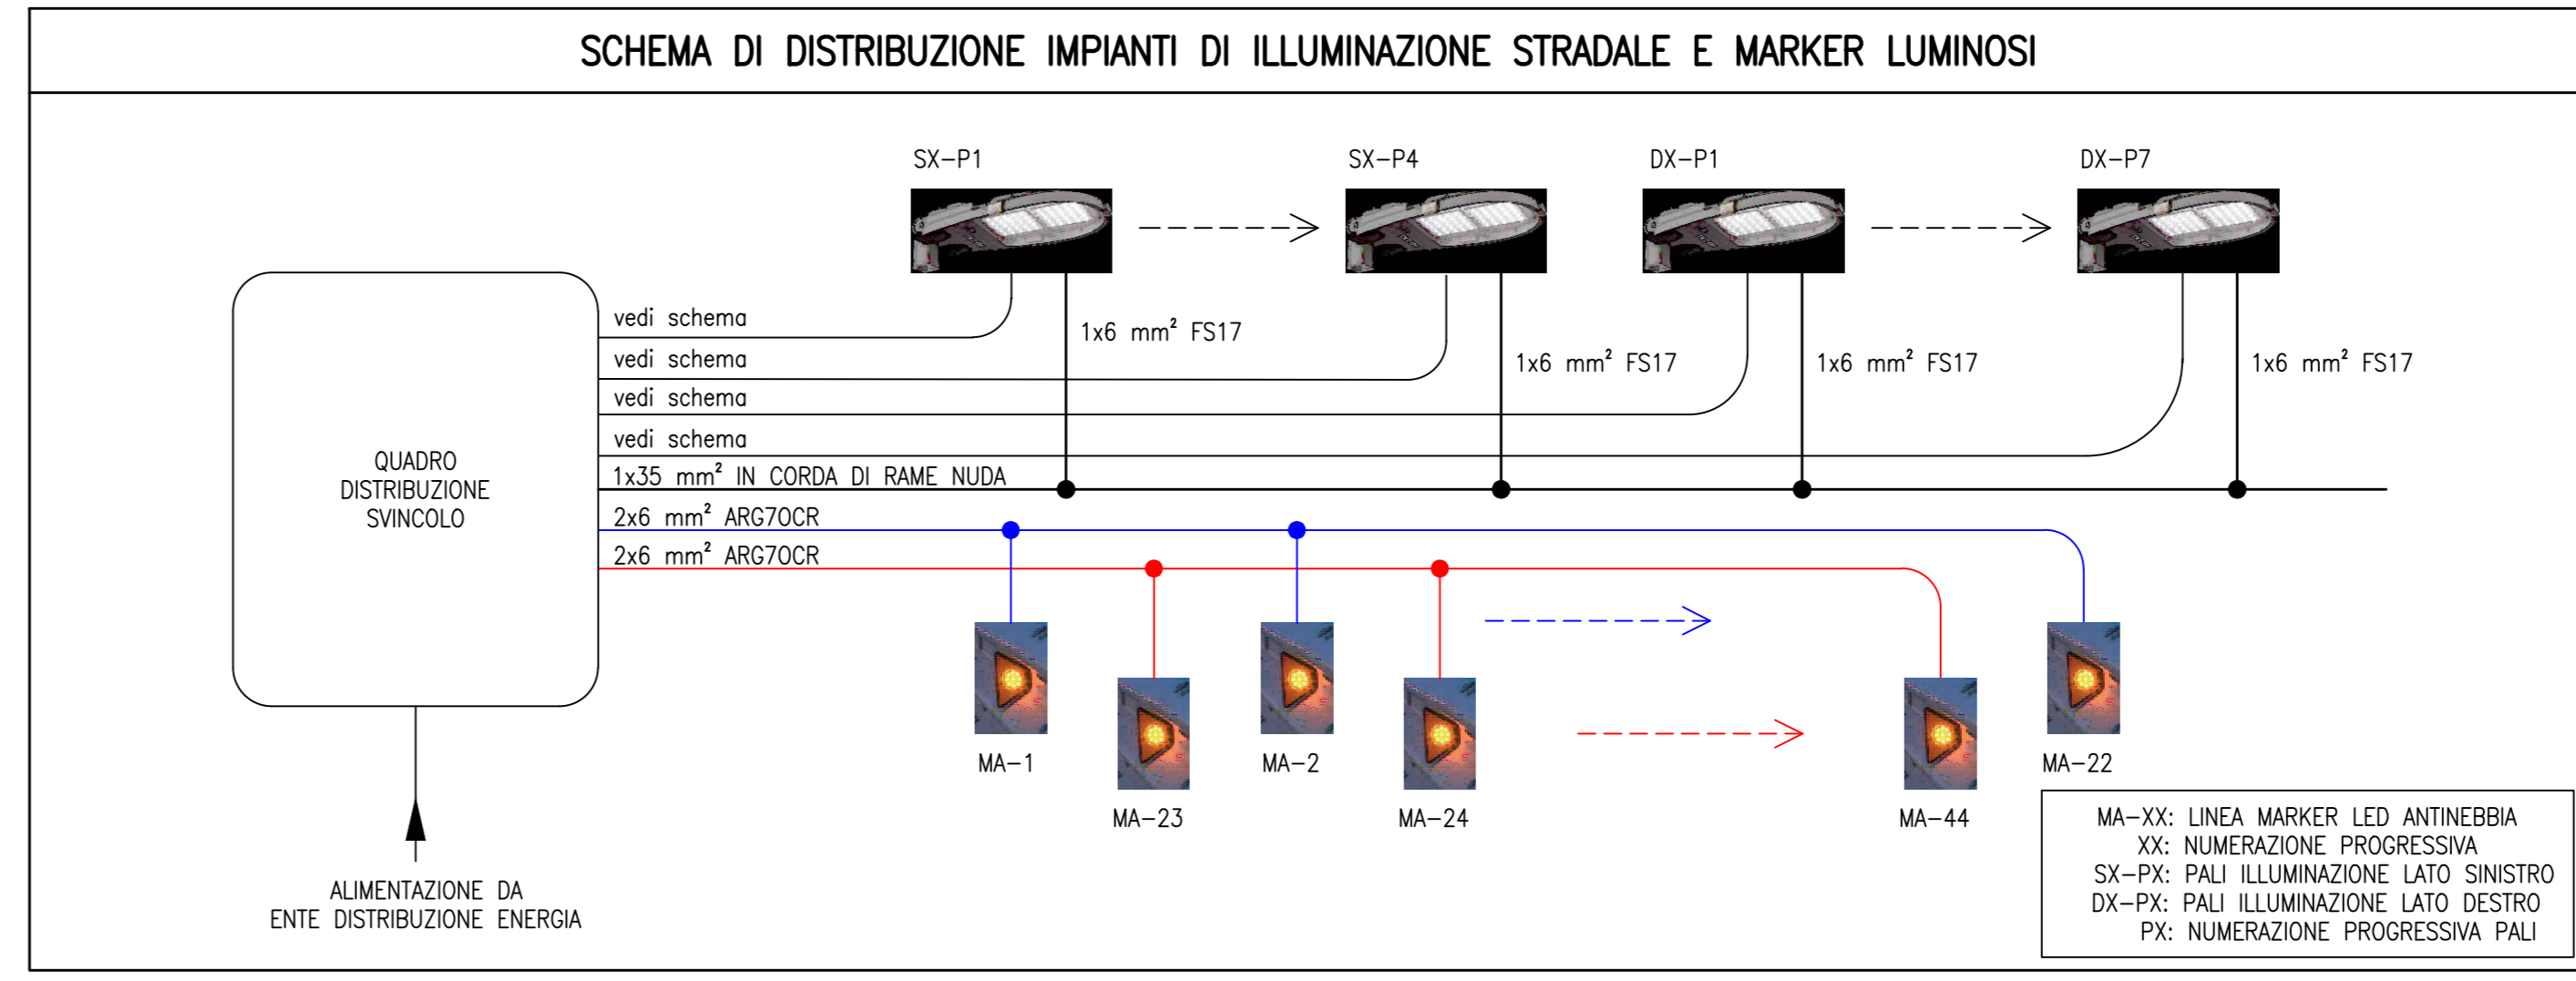 SCHEMA DI DISTRIBUZIONE IMPIANTI DI ILLUMINAZIONE STRADALE E MARKER LUMINOSI
SX-P1
SX-P4
DX-P1
DX-P7
vedi schema
vedi schema
vedi schema
vedi schema
1x6 mm² FS17
1x6 mm² FS17
1x6 mm² FS17
1x6 mm² FS17
QUADRO
DISTRIBUZIONE
SVINCOLO
1x35 mm² IN CORDA DI RAME NUDA
2x6 mm² ARG7OCR
2x6 mm² ARG7OCR
MA-1
MA-2
MA-22
MA-23
MA-24
MA-44
ALIMENTAZIONE DA
ENTE DISTRIBUZIONE ENERGIA
MA-XX: LINEA MARKER LED ANTINEBBIA
XX: NUMERAZIONE PROGRESSIVA
SX-PX: PALI ILLUMINAZIONE LATO SINISTRO
DX-PX: PALI ILLUMINAZIONE LATO DESTRO
PX: NUMERAZIONE PROGRESSIVA PALI